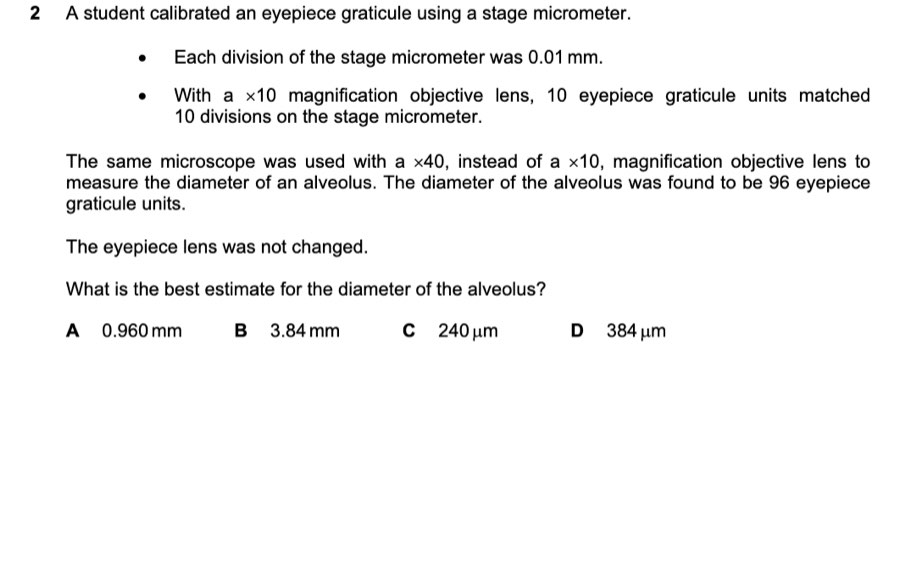 2 A student calibrated an eyepiece graticule using a stage micrometer.
• Each division of the stage micrometer was 0.01 mm.
• With a ×10 magnification objective lens, 10 eyepiece graticule units matched
10 divisions on the stage micrometer.
The same microscope was used with a ×40, instead of a ×10, magnification objective lens to
measure the diameter of an alveolus. The diameter of the alveolus was found to be 96 eyepiece
graticule units.
The eyepiece lens was not changed.
What is the best estimate for the diameter of the alveolus?
A 0.960 mm B 3.84 mm C 240 µm D 384 µm